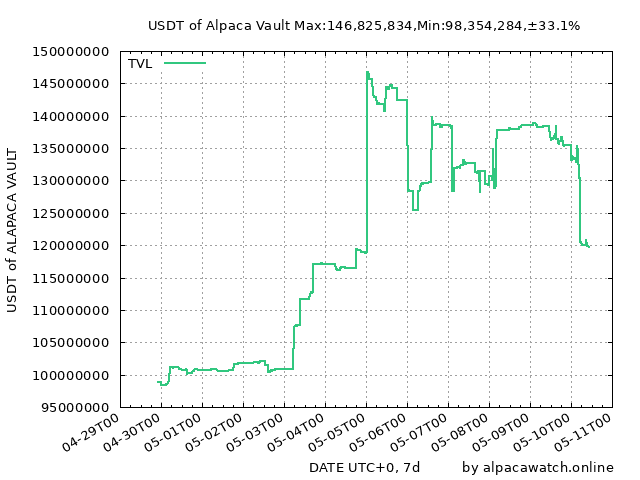 USDT of Alpaca Vault Max:146,825,834,Min:98,354,284,±33.1%
TVL
150000000
145000000
140000000
135000000
130000000
125000000
120000000
115000000
110000000
105000000
100000000
95000000
USDT of ALAPACA VAULT
04-29T00
04-30T00
05-01T00
05-02T00
05-03T00
05-04T00
05-05T00
05-06T00
05-07T00
05-08T00
05-09T00
05-10T00
05-11T00
DATE UTC+0, 7d
by alpacawatch.online